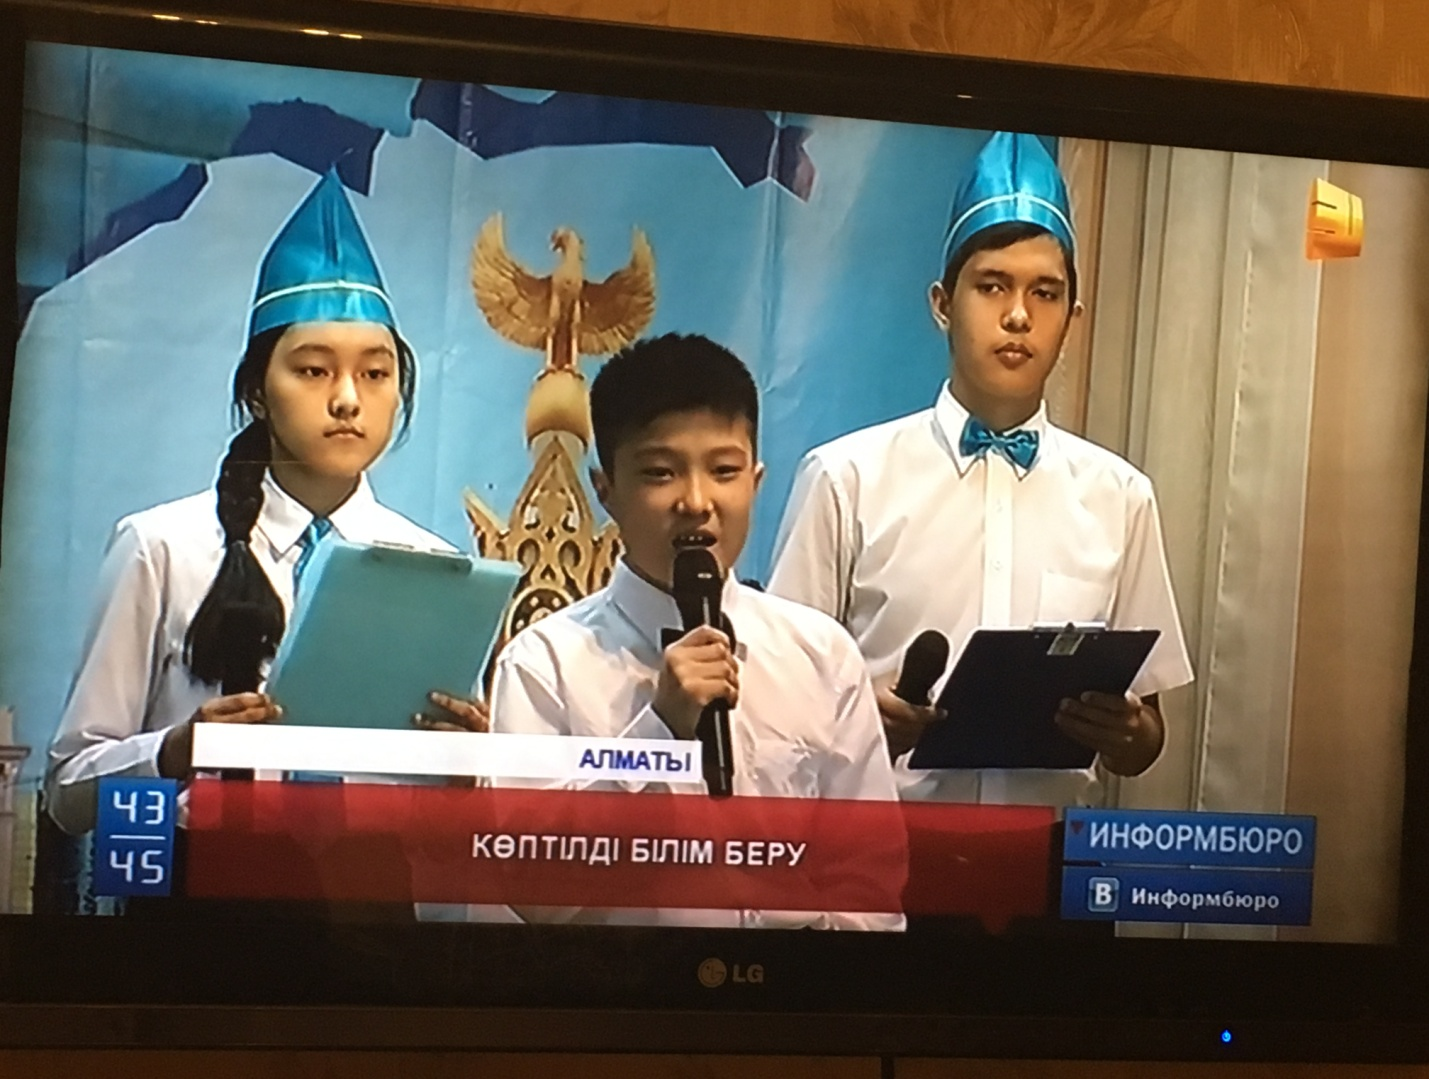 АЛМАТЫ
43
45
КӨПТІЛДІ БІЛІМ БЕРУ
ИНФОРМБЮРО
В Информбюро
LG